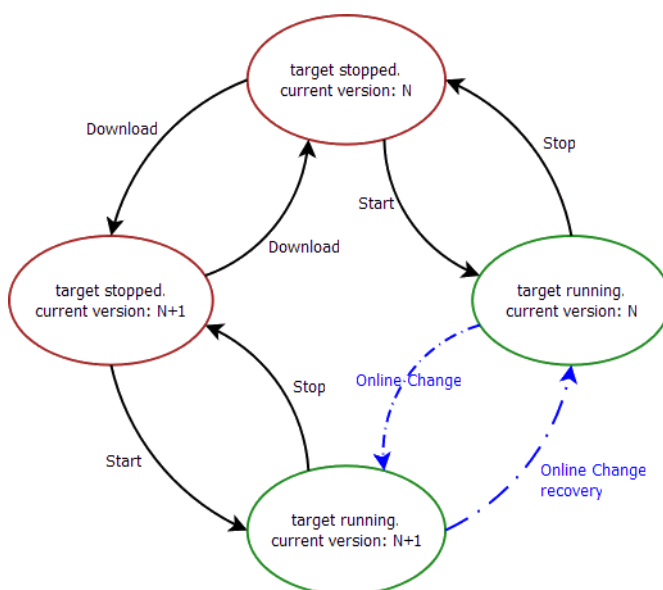 target stopped.
current version: N
Download
Stop
Start
Download
target stopped.
current version: N+1
target running.
current version: N
Online Change
Stop
Start
Online Change
recovery
target running.
current version: N+1